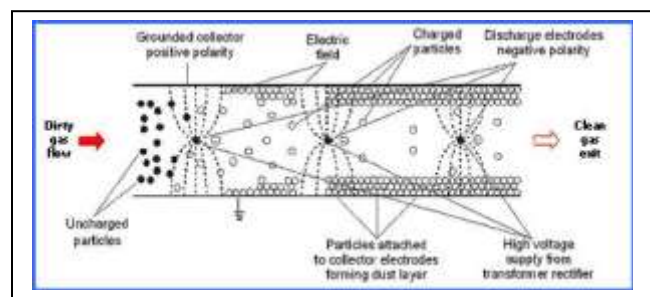 Grounded collector
positive polarity
Electric
field
Charged
particles
Discharge electrodes
negative polarity
Dirty
gas
flow
Clean
gas
exit
Uncharged
particles
Particles attached
to collector electrodes
forming dust layer
High voltage
supply from
transformer rectifier